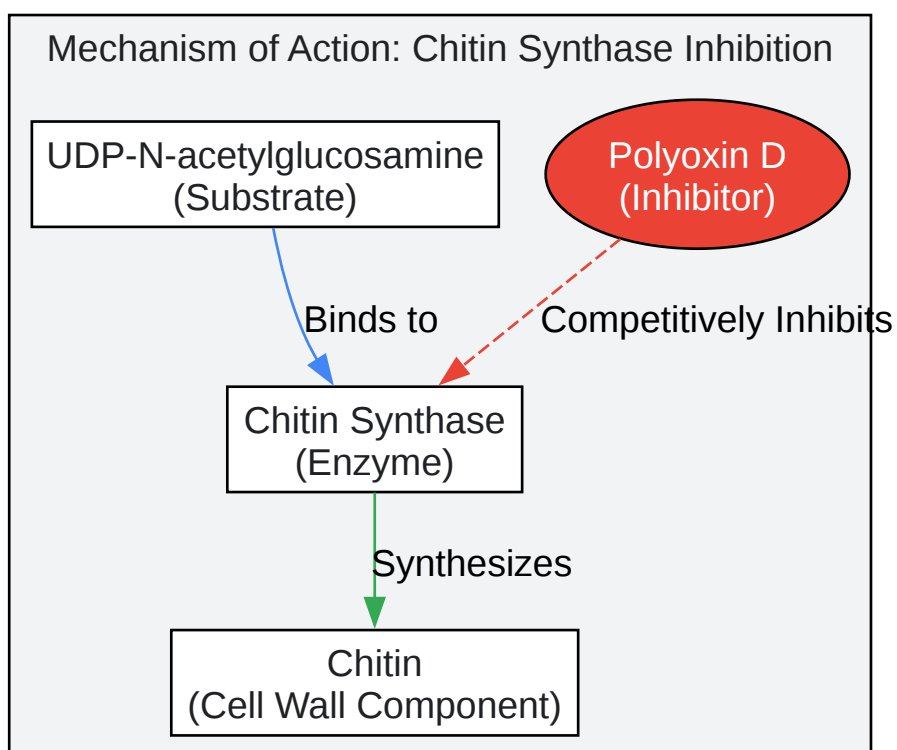 Mechanism of Action: Chitin Synthase Inhibition
UDP-N-acetylglucosamine
(Substrate)
Polyoxin D
(Inhibitor)
Binds to
Competitively Inhibits
Chitin Synthase
(Enzyme)
Synthesizes
Chitin
(Cell Wall Component)